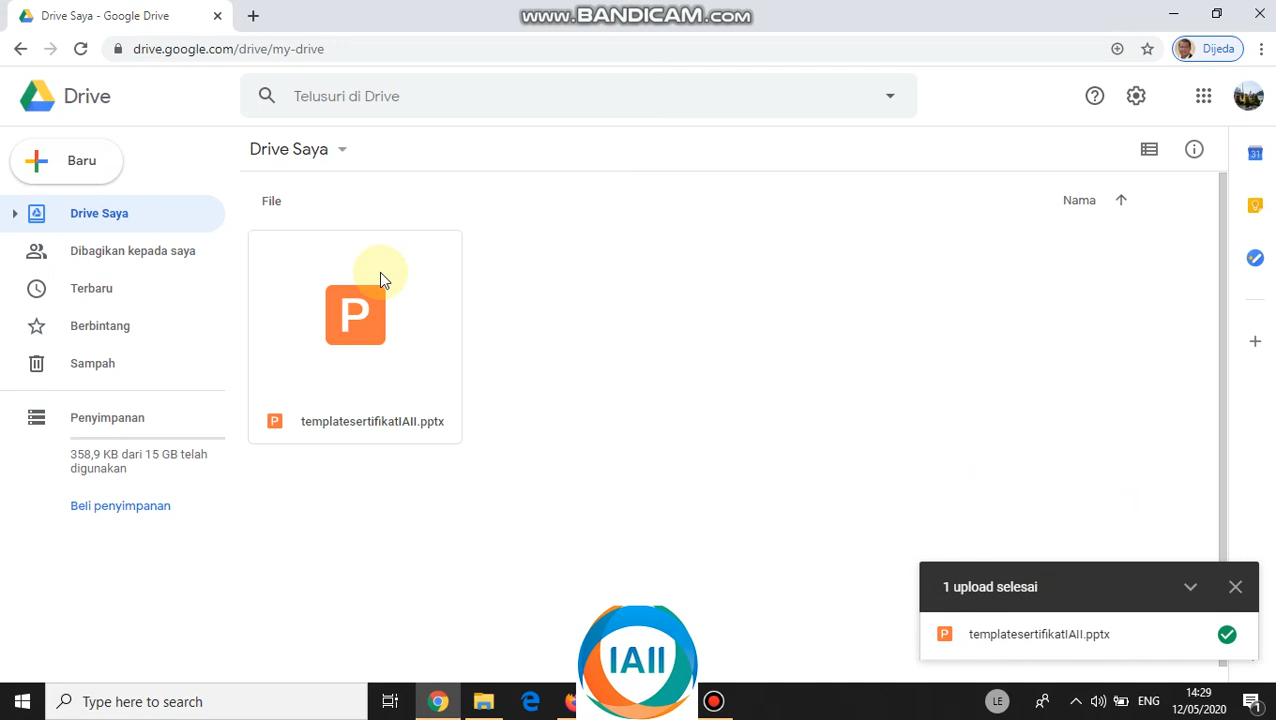 Drive Saya - Google Drive
www.BANDICAM.com
drive.google.com/drive/my-drive
Dijeda
Drive
Telusuri di Drive
Baru
Drive Saya
31
File
Nama
Drive Saya
Dibagikan kepada saya
Terbaru
Berbintang
Sampah
P
P templatesertifikatIAII.pptx
Penyimpanan
358,9 KB dari 15 GB telah
digunakan
Beli penyimpanan
1 upload selesai
P templatesertifikatIAII.pptx
IAII
Type here to search
LE
ENG
14:29
12/05/2020
1